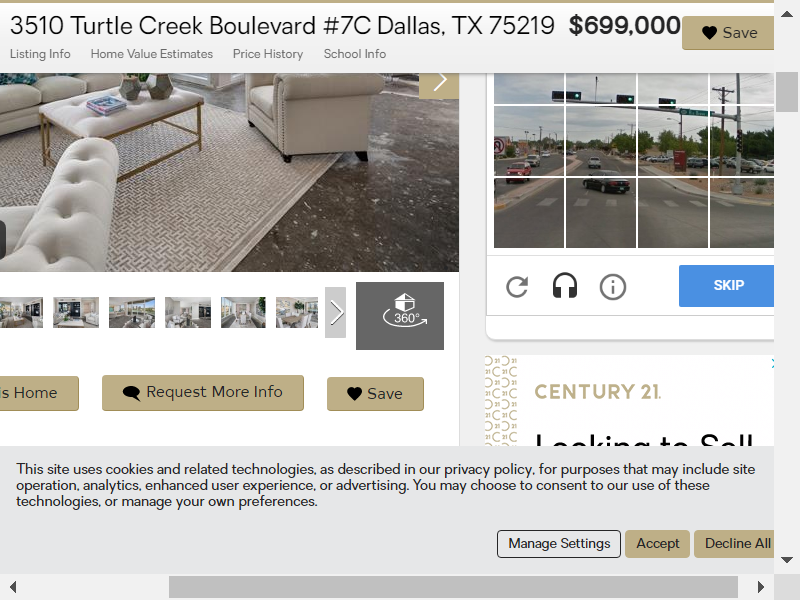 3510 Turtle Creek Boulevard #7C Dallas, TX 75219 $699,000
Save
Listing Info Home Value Estimates Price History School Info
360°
SKIP
is Home
Request More Info
Save
CENTURY 21.
Looking to Sell
This site uses cookies and related technologies, as described in our privacy policy, for purposes that may include site
operation, analytics, enhanced user experience, or advertising. You may choose to consent to our use of these
technologies, or manage your own preferences.
Manage Settings
Accept
Decline All